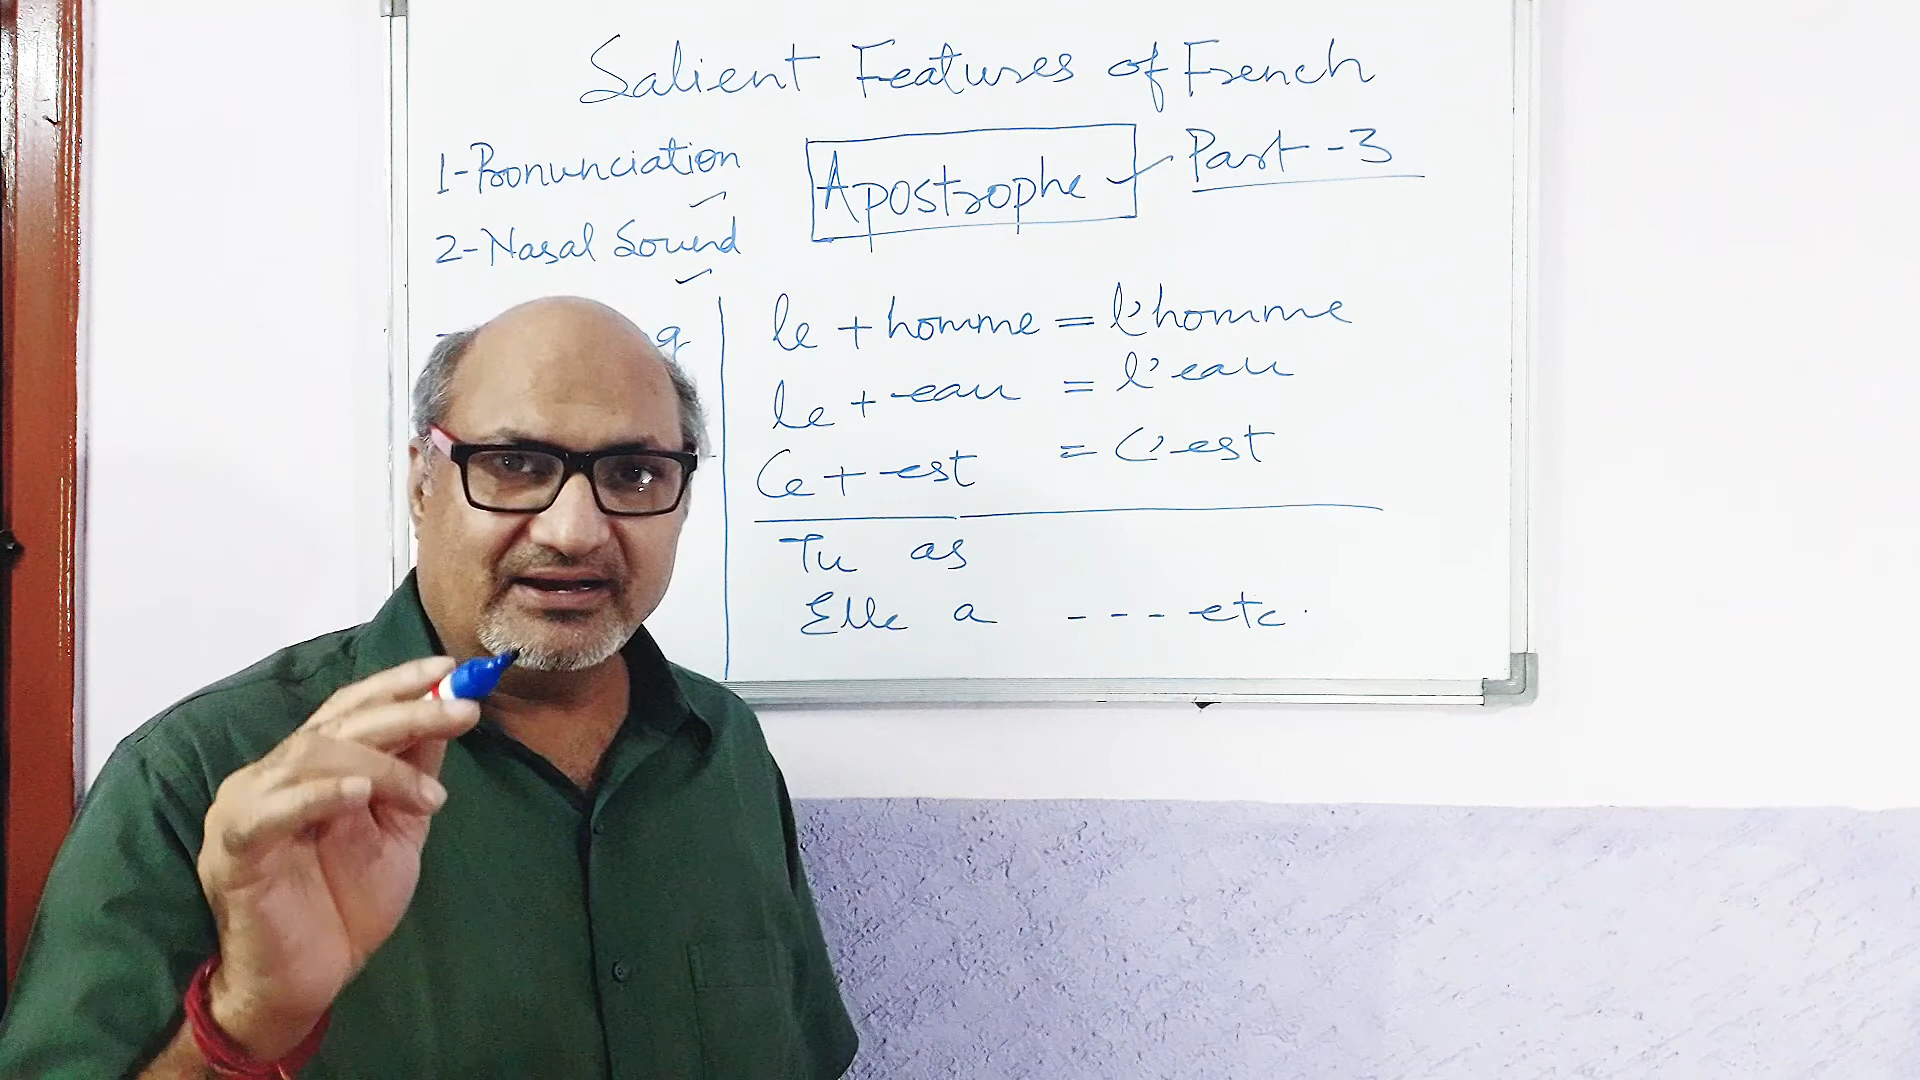 Salient Features of French
1-Pronunciation
Apostrophe
Part-3
2-Nasal Sound
le + homme = l'homme
le + eau = l'eau
Ce + est = C'est
Tu as
Elle a --- etc.